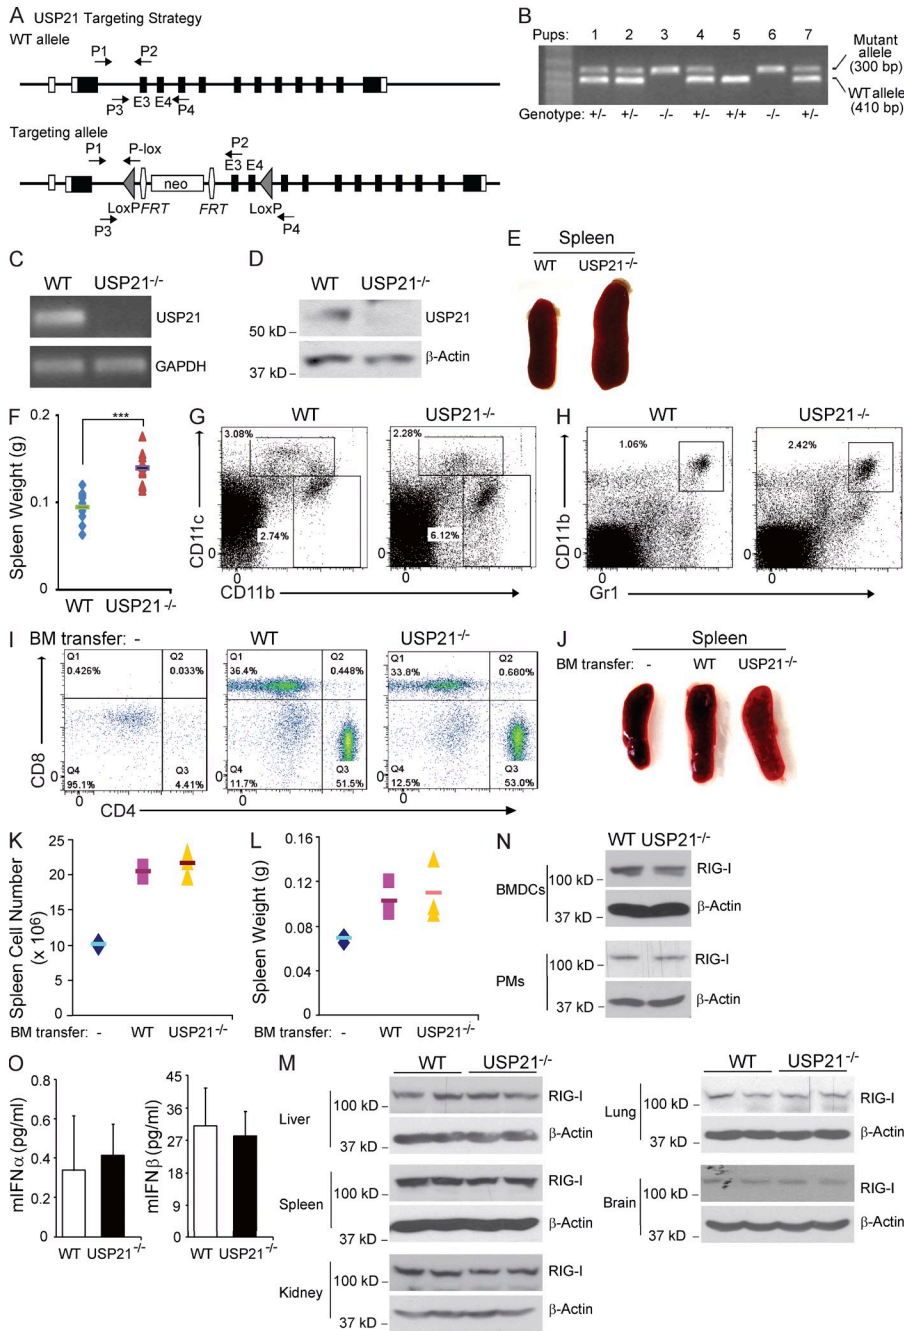 A USP21 Targeting Strategy
WT allele
P1 P2
P3 E3 E4 P4
Targeting allele
P1 P-lox P2
E3 E4
neo
LoxP FRT FRT LoxP
P3 P4
B
Pups: 1 2 3 4 5 6 7
Mutant allele (300 bp)
WT allele (410 bp)
Genotype: +/- +/- -/- +/- +/+ -/- +/-
C
WT USP21-/-
USP21
GAPDH
D
WT USP21-/-
50 kD
USP21
37 kD
β-Actin
E
Spleen
WT USP21-/-
F
Spleen Weight (g)
0.2
0.1
0
***
WT USP21-/-
G
WT USP21-/-
3.08%
2.74%
2.28%
6.12%
CD11c
0
0 0
CD11b
H
WT USP21-/-
1.06%
2.42%
CD11b
0
0 0
Gr1
I BM transfer: - WT USP21-/-
Q1 0.426%
Q2 0.033%
Q4 95.1%
Q3 4.41%
Q1 36.4%
Q2 0.448%
Q4 11.7%
Q3 51.5%
Q1 33.8%
Q2 0.680%
Q4 12.5%
Q3 53.0%
CD8
0
0 0 0
CD4
J
Spleen
BM transfer: - WT USP21-/-
K
Spleen Cell Number (x 10⁶)
25
20
15
10
5
0
BM transfer: - WT USP21-/-
L
Spleen Weight (g)
0.16
0.12
0.08
0.04
0
BM transfer: - WT USP21-/-
N
WT USP21-/-
BMDCs
100 kD
RIG-I
37 kD
β-Actin
PMs
100 kD
RIG-I
37 kD
β-Actin
O
mIFNα (pg/ml)
0.8
0.6
0.4
0.2
0
WT USP21-/-
mIFNβ (pg/ml)
45
36
27
18
9
0
WT USP21-/-
M
WT USP21-/-
Liver
100 kD
RIG-I
37 kD
β-Actin
Spleen
100 kD
RIG-I
37 kD
β-Actin
Kidney
100 kD
RIG-I
37 kD
β-Actin
WT USP21-/-
Lung
100 kD
RIG-I
37 kD
β-Actin
Brain
100 kD
RIG-I
37 kD
β-Actin